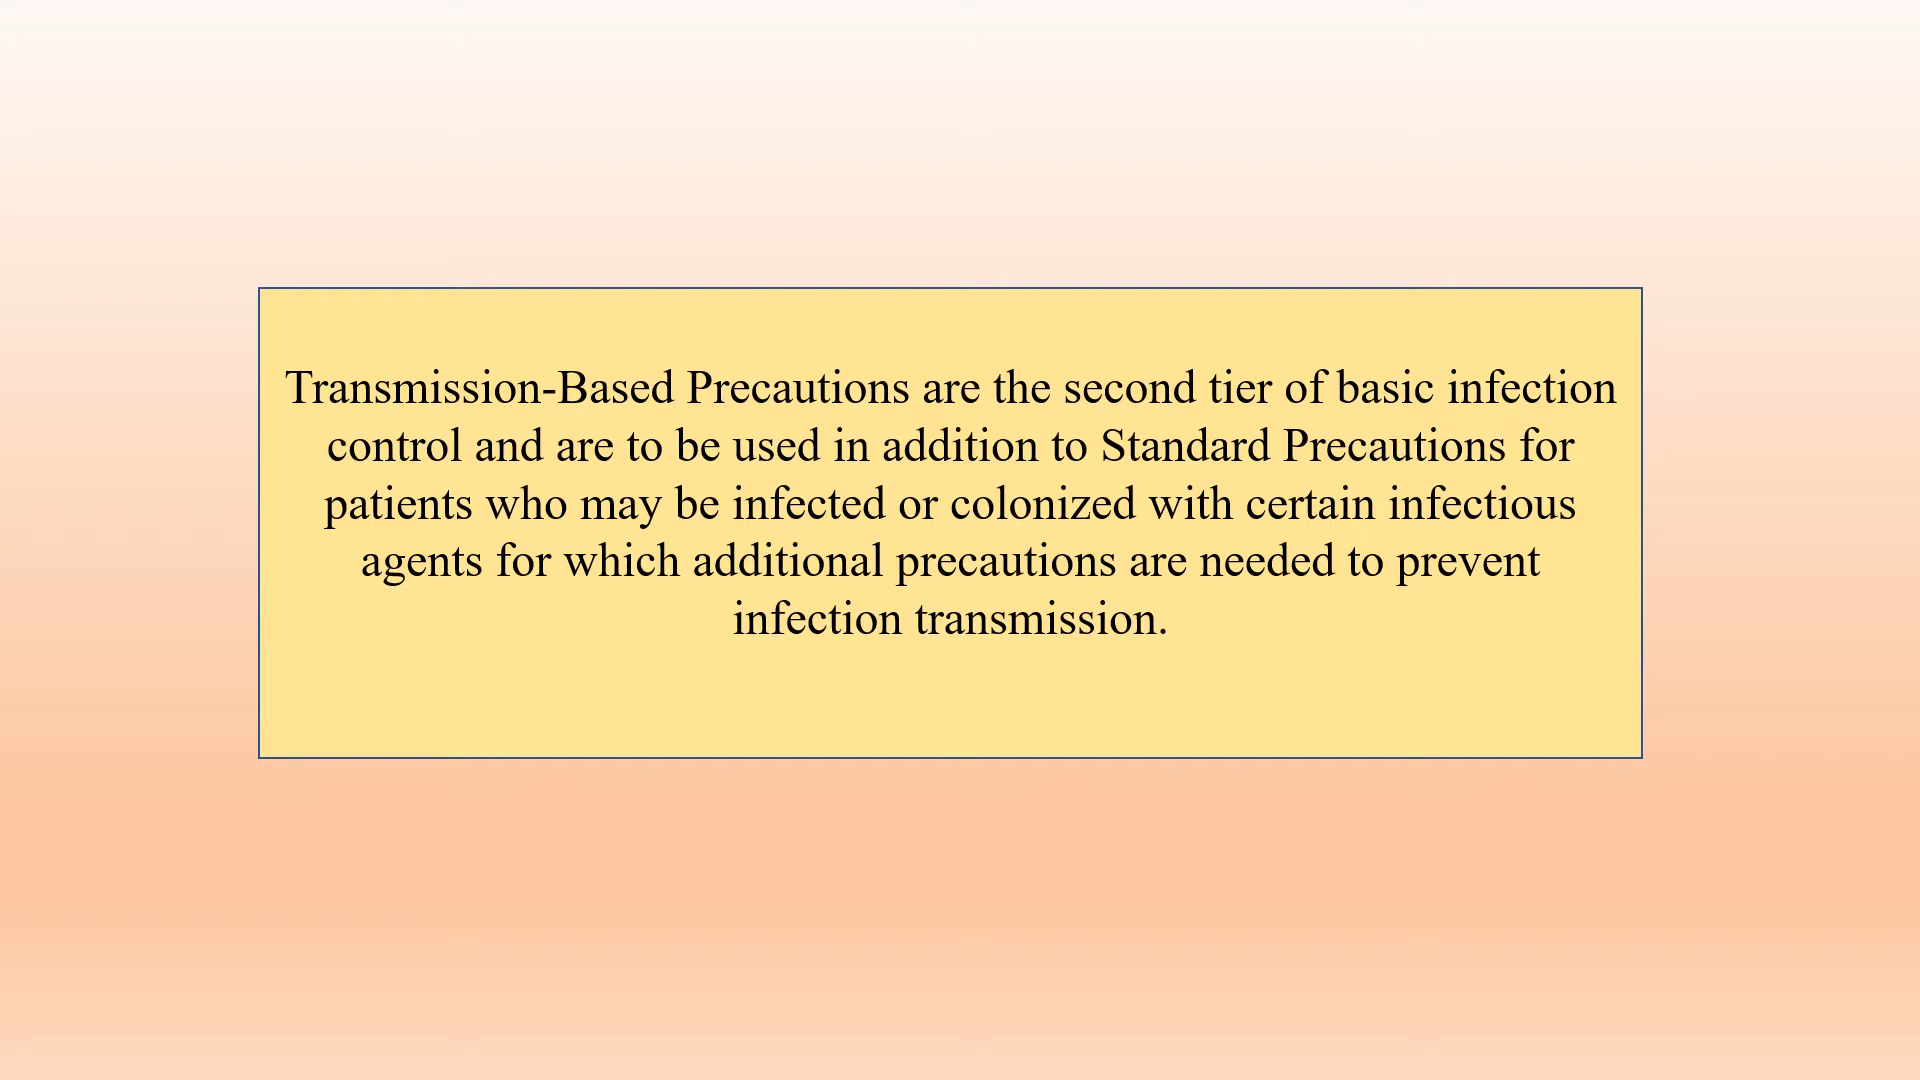 Transmission-Based Precautions are the second tier of basic infection
control and are to be used in addition to Standard Precautions for
patients who may be infected or colonized with certain infectious
agents for which additional precautions are needed to prevent
infection transmission.